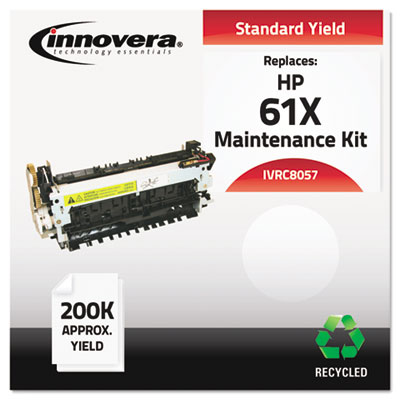 innovera
technology essentials
Standard Yield
Replaces:
HP
61X
Maintenance Kit
IVRC8057
200K
APPROX.
YIELD
RECYCLED